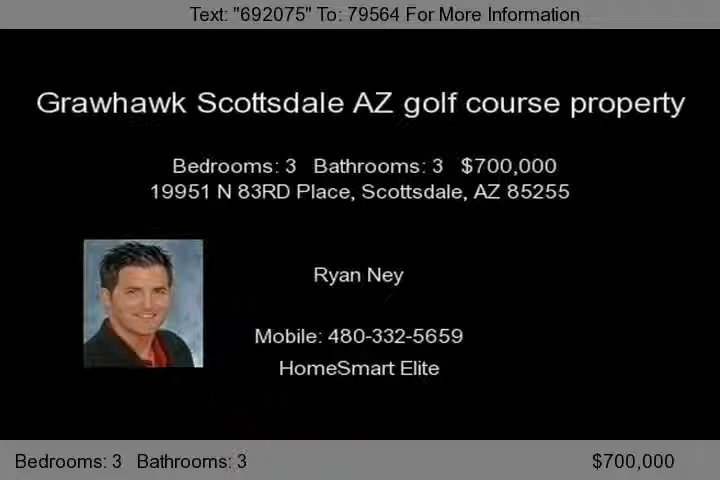 Text: "692075" To: 79564 For More Information
Grawhawk Scottsdale AZ golf course property
Bedrooms: 3 Bathrooms: 3 $700,000
19951 N 83RD Place, Scottsdale, AZ 85255
Ryan Ney
Mobile: 480-332-5659
HomeSmart Elite
Bedrooms: 3 Bathrooms: 3 $700,000